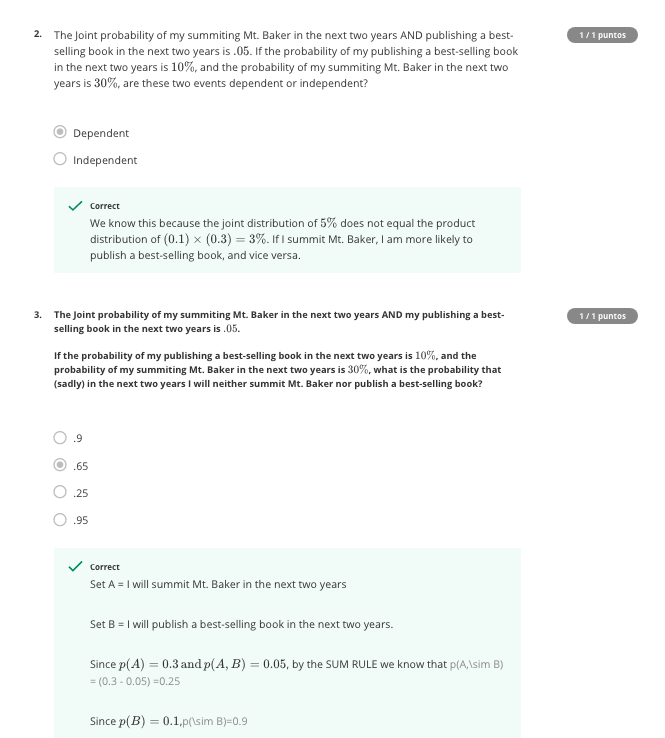 2. The Joint probability of my summiting Mt. Baker in the next two years AND publishing a best-
selling book in the next two years is .05. If the probability of my publishing a best-selling book
in the next two years is 10%, and the probability of my summiting Mt. Baker in the next two
years is 30%, are these two events dependent or independent?
1 / 1 puntos
Dependent
Independent
Correct
We know this because the joint distribution of 5% does not equal the product
distribution of (0.1) × (0.3) = 3%. If I summit Mt. Baker, I am more likely to
publish a best-selling book, and vice versa.
3. The Joint probability of my summiting Mt. Baker in the next two years AND my publishing a best-
selling book in the next two years is .05.
1 / 1 puntos
If the probability of my publishing a best-selling book in the next two years is 10%, and the
probability of my summiting Mt. Baker in the next two years is 30%, what is the probability that
(sadly) in the next two years I will neither summit Mt. Baker nor publish a best-selling book?
.9
.65
.25
.95
Correct
Set A = I will summit Mt. Baker in the next two years
Set B = I will publish a best-selling book in the next two years.
Since p(A) = 0.3 and p(A, B) = 0.05, by the SUM RULE we know that p(A,\sim B)
= (0.3 - 0.05) =0.25
Since p(B) = 0.1,p(\sim B)=0.9